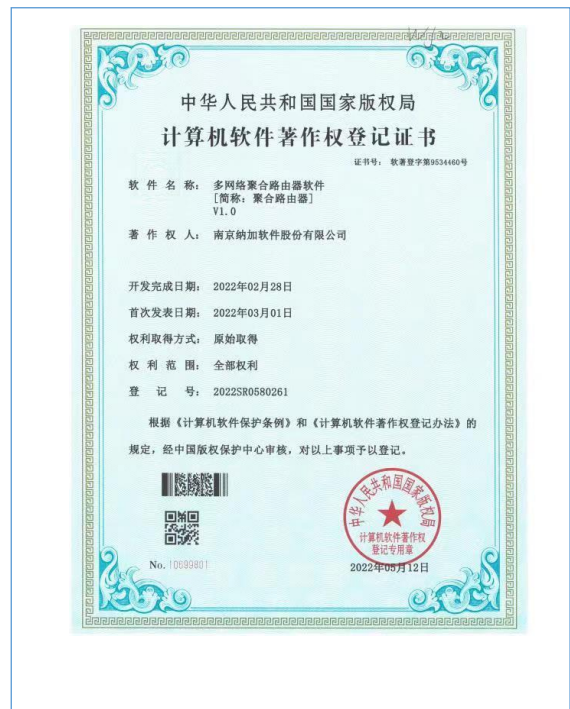 中华人民共和国国家版权局
计算机软件著作权登记证书
证书号： 软著登字第9534460号
软 件 名 称： 多网络聚合路由器软件
[简称：聚合路由器]
V1.0
著 作 权 人： 南京纳加软件股份有限公司
开发完成日期： 2022年02月28日
首次发表日期： 2022年03月01日
权利取得方式： 原始取得
权 利 范 围： 全部权利
登 记 号： 2022SR0580261
根据《计算机软件保护条例》和《计算机软件著作权登记办法》的
规定，经中国版权保护中心审核，对以上事项予以登记。
中华人民共和国国家版权局
计算机软件著作权
登记专用章
No. 10699801
2022年05月12日